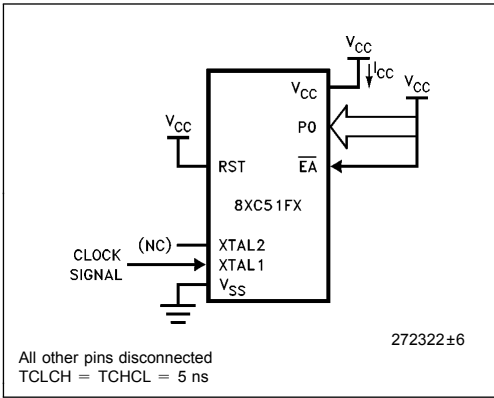 VCC
ICC
VCC
VCC
VCC
P0
RST
EA
8XC51FX
(NC)
XTAL2
CLOCK
SIGNAL
XTAL1
VSS
272322±6
All other pins disconnected
TCLCH = TCHCL = 5 ns